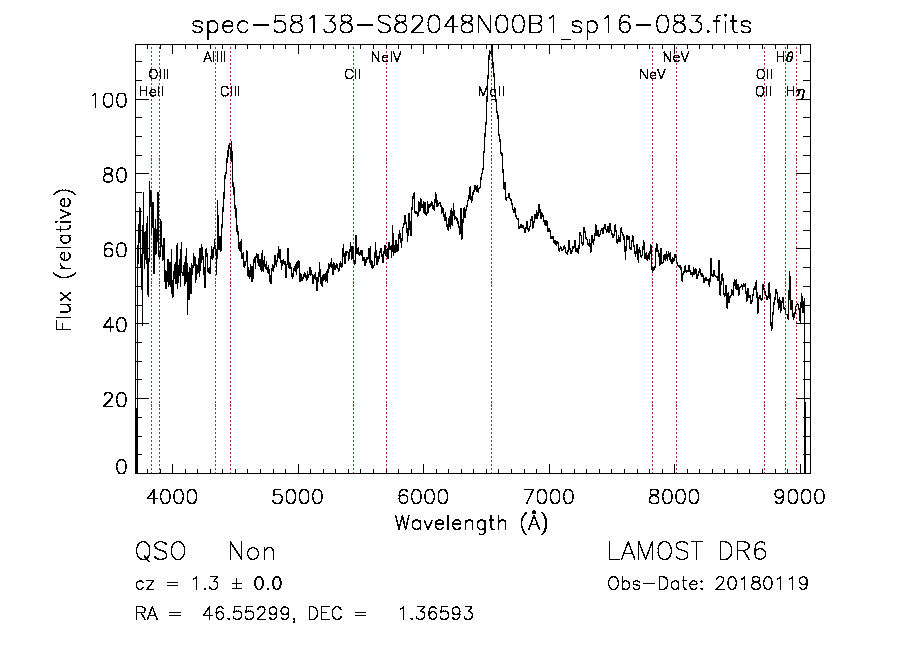 spec-58138-S82048N00B1_sp16-083.fits
AlIII NeIV NeV Hθ
OIII CII NeV OII
HeII CIII MgII OII Hη
100
80
60
40
20
0
Flux (relative)
4000 5000 6000 7000 8000 9000
Wavelength (Å)
QSO Non LAMOST DR6
cz = 1.3 ± 0.0 Obs-Date: 20180119
RA = 46.55299, DEC = 1.36593